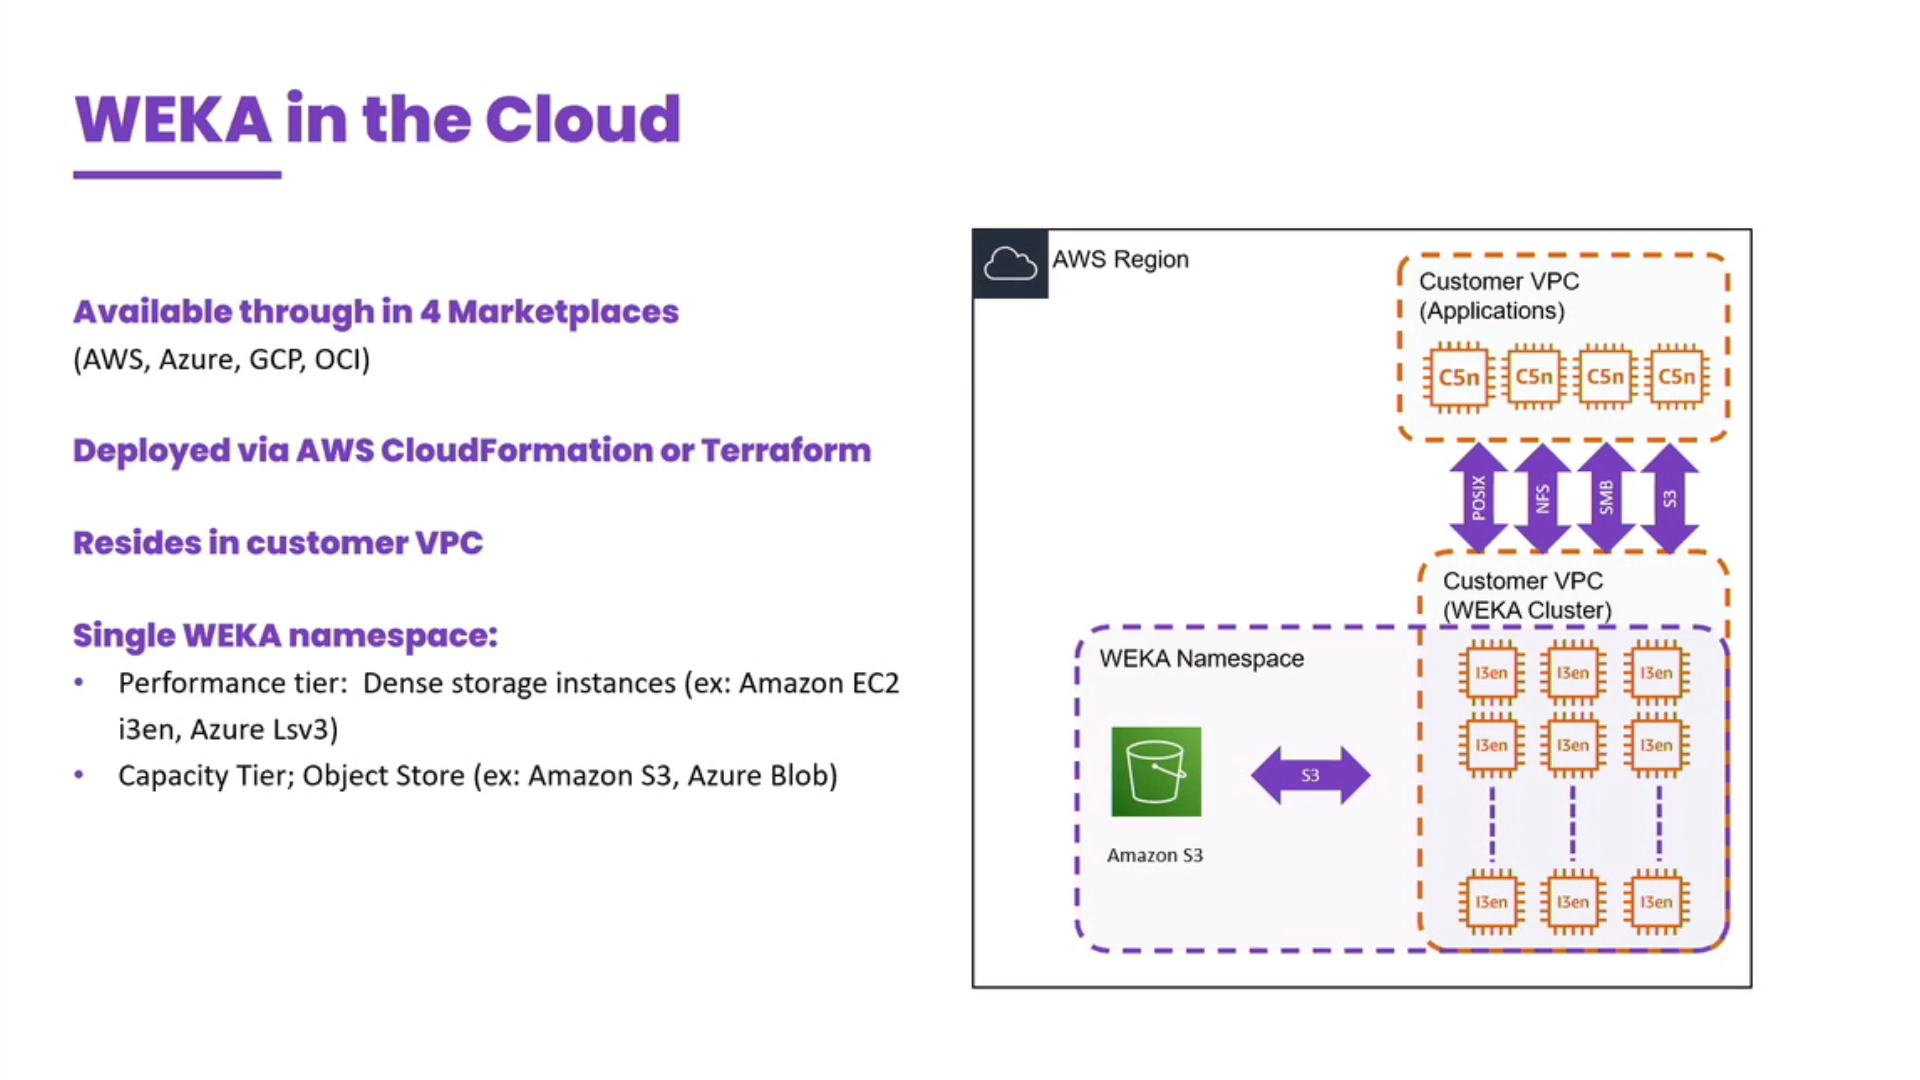 WEKA in the Cloud
Available through in 4 Marketplaces
(AWS, Azure, GCP, OCI)
Deployed via AWS CloudFormation or Terraform
Resides in customer VPC
Single WEKA namespace:
• Performance tier: Dense storage instances (ex: Amazon EC2
i3en, Azure Lsv3)
• Capacity Tier; Object Store (ex: Amazon S3, Azure Blob)
AWS Region
Customer VPC
(Applications)
C5n C5n C5n C5n
POSIX NFS SMB S3
Customer VPC
(WEKA Cluster)
WEKA Namespace
I3en I3en I3en
I3en I3en I3en
S3
Amazon S3
I3en I3en I3en